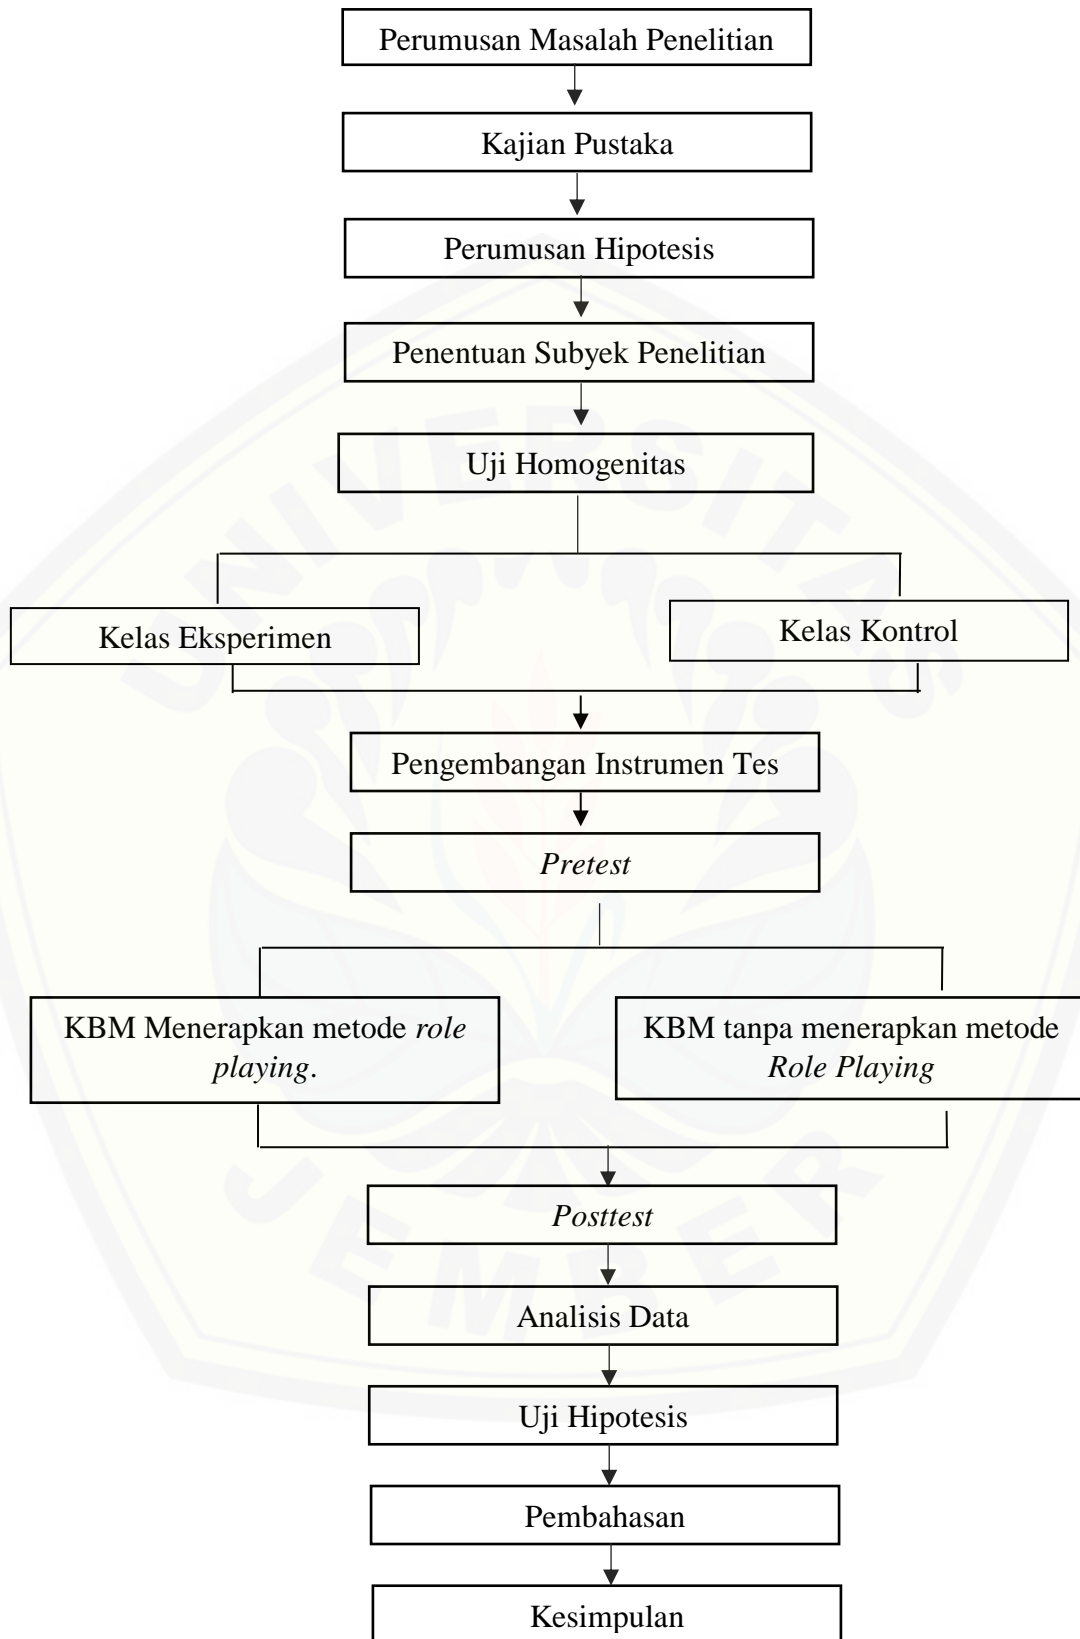 Perumusan Masalah Penelitian
Kajian Pustaka
Perumusan Hipotesis
Penentuan Subyek Penelitian
Uji Homogenitas
Kelas Eksperimen
Kelas Kontrol
Pengembangan Instrumen Tes
Pretest
KBM Menerapkan metode role
playing.
KBM tanpa menerapkan metode
Role Playing
Posttest
Analisis Data
Uji Hipotesis
Pembahasan
Kesimpulan
UNIVERSITAS
JEMBER